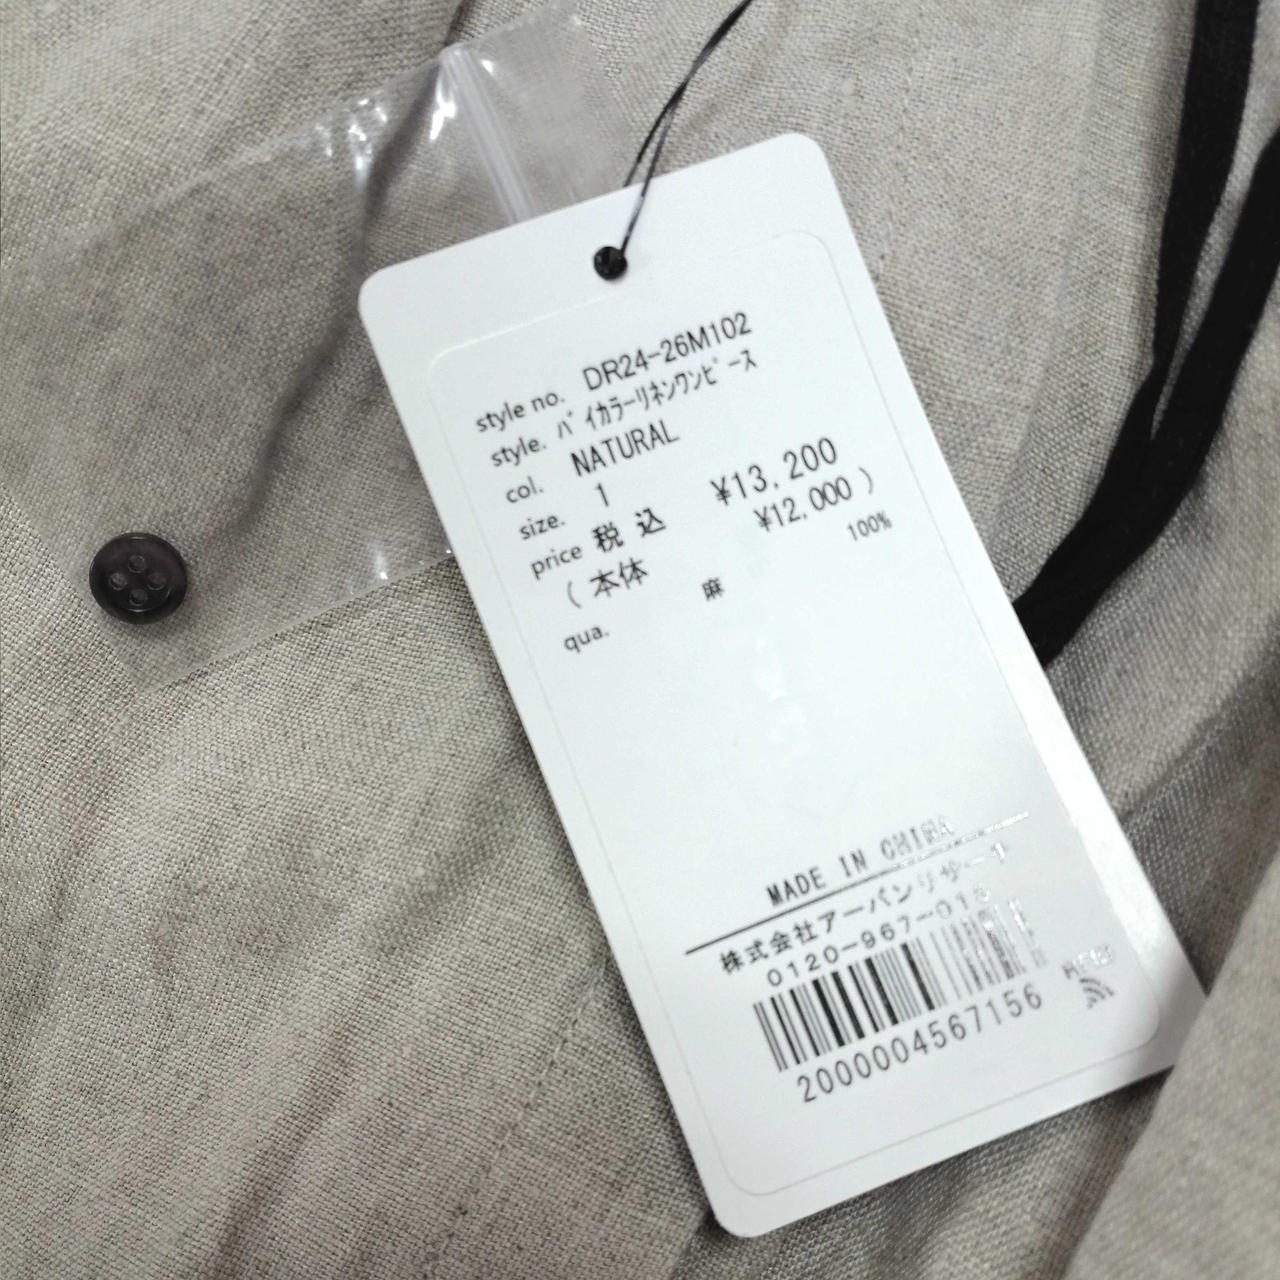 style no. DR24-26M102
style. ﾊﾞｲｶﾗｰﾘﾈﾝﾜﾝﾋﾟｰｽ
col. NATURAL
size. 1
price 税込 ¥13,200
( 本体 ¥12,000 )
qua. 麻 100%
MADE IN CHINA
株式会社アーバンリサーチ
0120-967-015
2000004567156
RFID